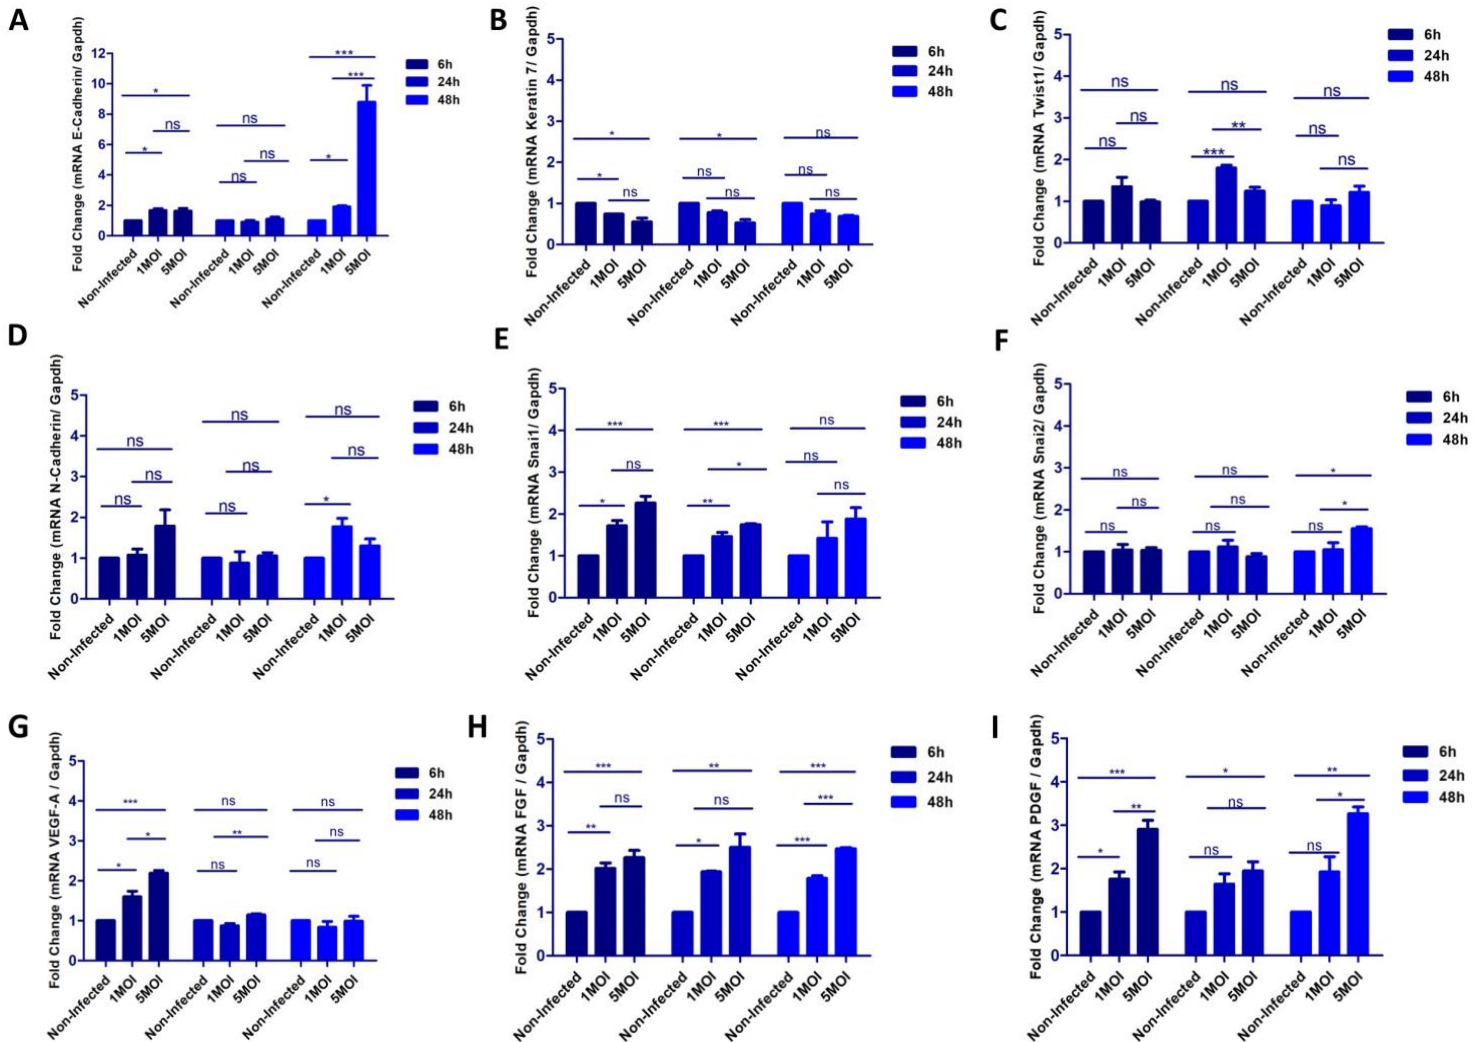 A
Fold Change (mRNA E-Cadherin/ Gapdh)
12
10
8
6
4
2
0
*
ns
*
ns
ns
ns
***
***
*
6h
24h
48h
Non-Infected 1MOI 5MOI Non-Infected 1MOI 5MOI Non-Infected 1MOI 5MOI
B
Fold Change (mRNA Keratin 7/ Gapdh)
5
4
3
2
1
0
*
*
ns
*
ns
ns
ns
ns
ns
6h
24h
48h
Non-Infected 1MOI 5MOI Non-Infected 1MOI 5MOI Non-Infected 1MOI 5MOI
C
Fold Change (mRNA Twist1/ Gapdh)
5
4
3
2
1
0
ns
ns
ns
ns
**
***
ns
ns
ns
6h
24h
48h
Non-Infected 1MOI 5MOI Non-Infected 1MOI 5MOI Non-Infected 1MOI 5MOI
D
Fold Change (mRNA N-Cadherin/ Gapdh)
5
4
3
2
1
0
ns
ns
ns
ns
ns
ns
ns
ns
*
6h
24h
48h
Non-Infected 1MOI 5MOI Non-Infected 1MOI 5MOI Non-Infected 1MOI 5MOI
E
Fold Change (mRNA Snai1/ Gapdh)
5
4
3
2
1
0
***
ns
*
***
*
**
ns
ns
ns
6h
24h
48h
Non-Infected 1MOI 5MOI Non-Infected 1MOI 5MOI Non-Infected 1MOI 5MOI
F
Fold Change (mRNA Snai2/ Gapdh)
5
4
3
2
1
0
ns
ns
ns
ns
ns
ns
*
*
ns
6h
24h
48h
Non-Infected 1MOI 5MOI Non-Infected 1MOI 5MOI Non-Infected 1MOI 5MOI
G
Fold Change (mRNA VEGF-A / Gapdh)
5
4
3
2
1
0
***
*
*
ns
**
ns
ns
ns
ns
6h
24h
48h
Non-Infected 1MOI 5MOI Non-Infected 1MOI 5MOI Non-Infected 1MOI 5MOI
H
Fold Change (mRNA FGF / Gapdh)
5
4
3
2
1
0
***
ns
**
**
ns
*
***
***
***
6h
24h
48h
Non-Infected 1MOI 5MOI Non-Infected 1MOI 5MOI Non-Infected 1MOI 5MOI
I
Fold Change (mRNA PDGF / Gapdh)
5
4
3
2
1
0
***
**
*
*
ns
ns
**
*
ns
6h
24h
48h
Non-Infected 1MOI 5MOI Non-Infected 1MOI 5MOI Non-Infected 1MOI 5MOI